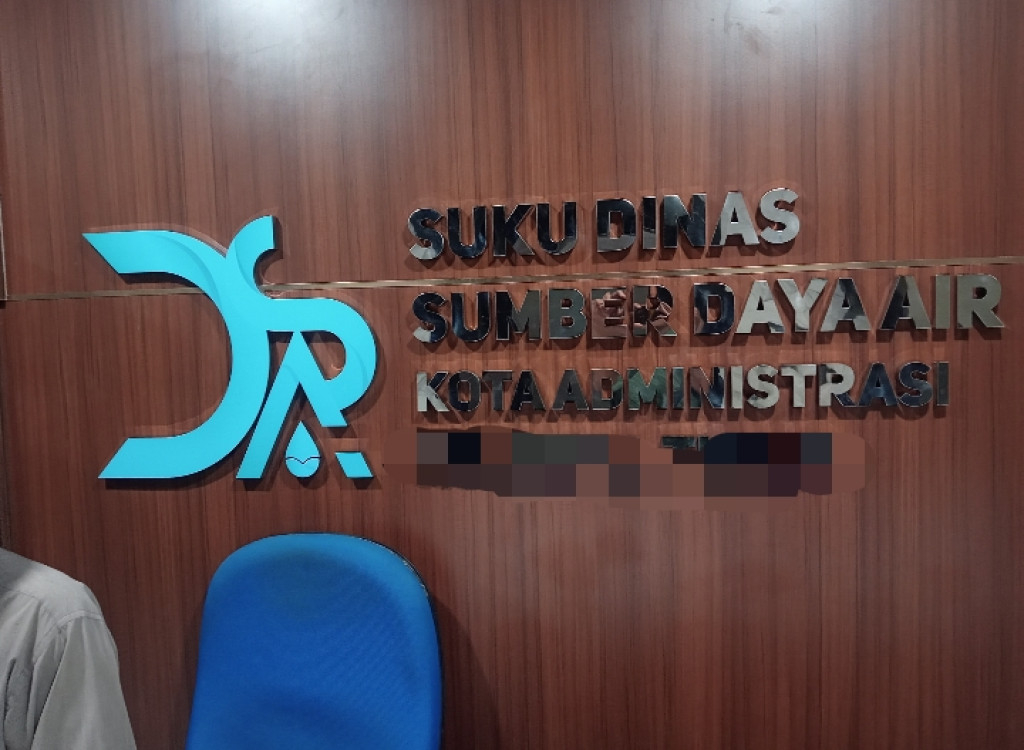 SUKU DINAS
SUMBER DAYA AIR
KOTA ADMINISTRASI